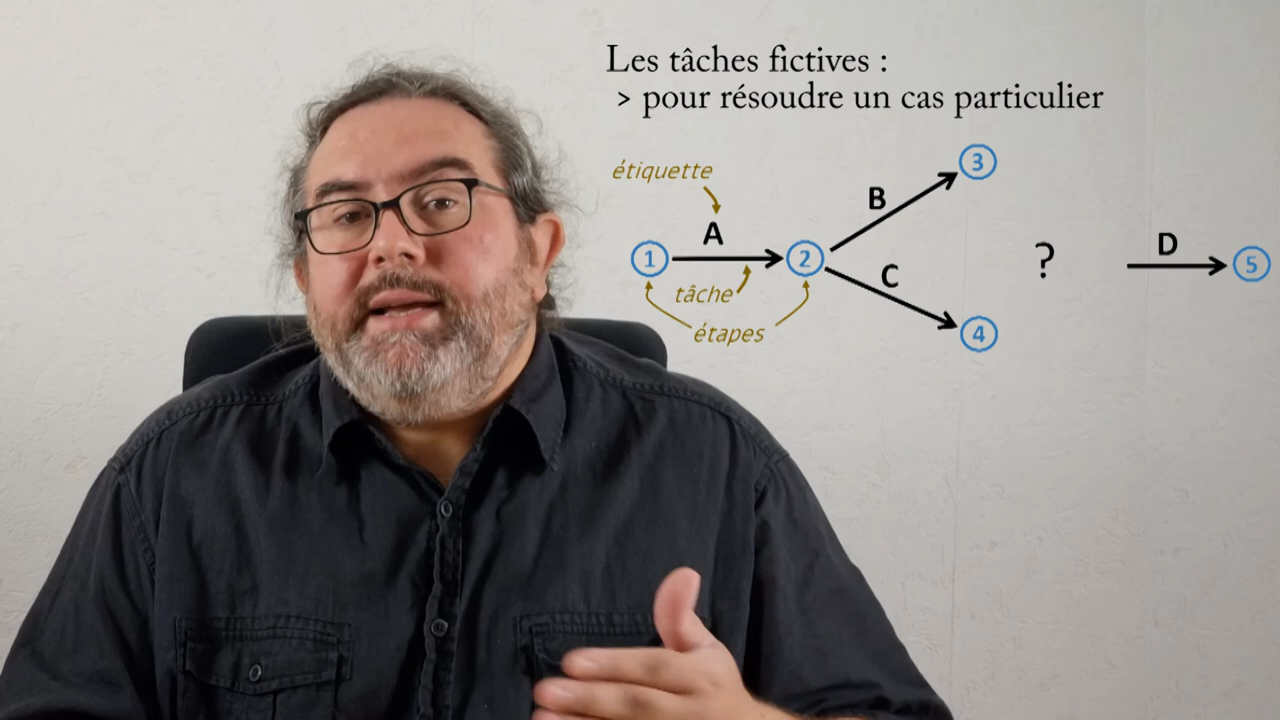 Les tâches fictives :
> pour résoudre un cas particulier
étiquette
A
B
C
D
1
2
3
4
5
?
tâche
étapes